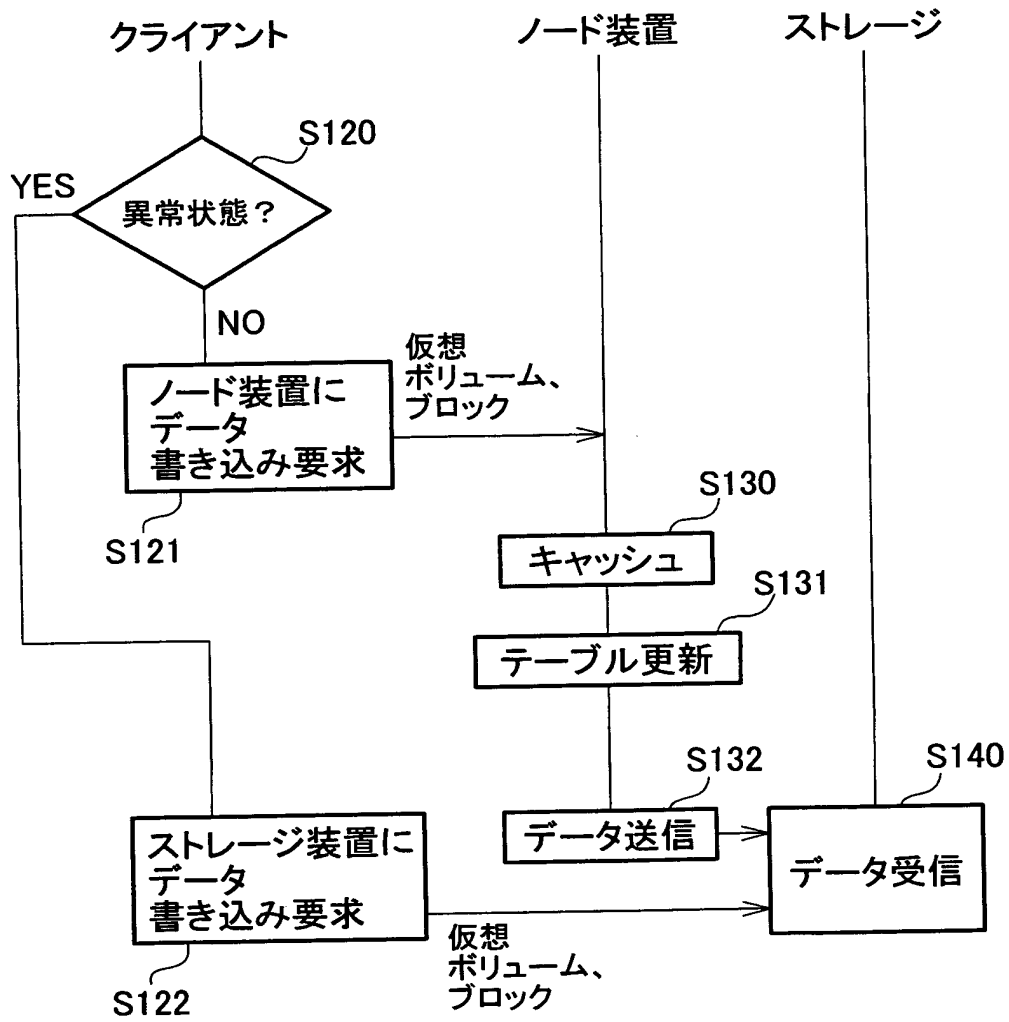 クライアント
ノード装置
ストレージ
S120
YES
異常状態？
NO
仮想
ボリューム、
ブロック
ノード装置に
データ
書き込み要求
S121
S130
キャッシュ
S131
テーブル更新
S132
データ送信
S140
データ受信
ストレージ装置に
データ
書き込み要求
S122
仮想
ボリューム、
ブロック